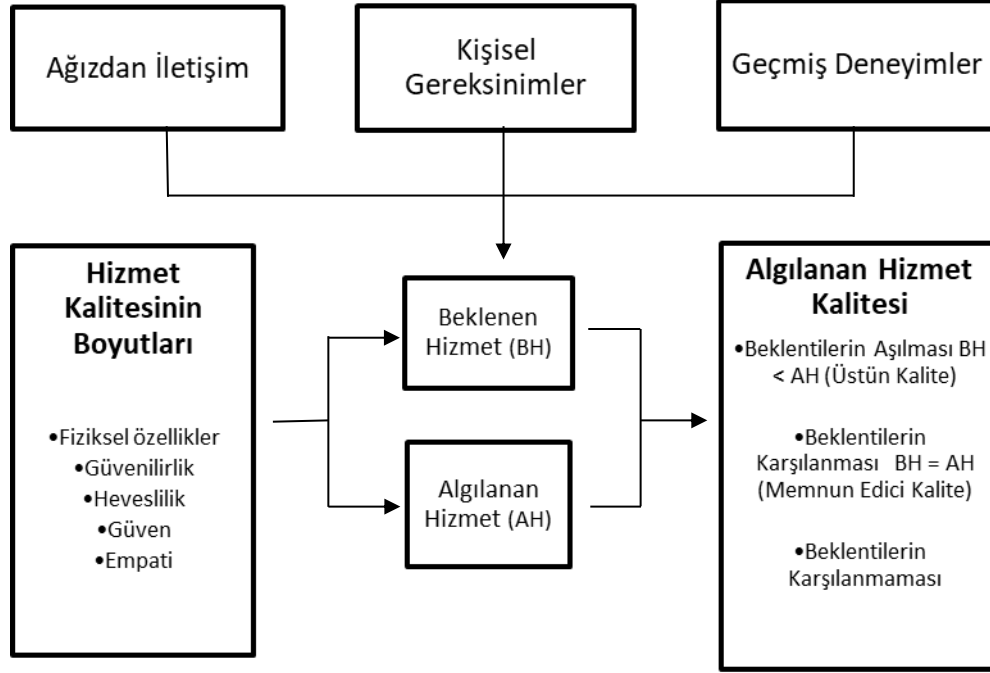 Ağızdan İletişim
Kişisel
Gereksinimler
Geçmiş Deneyimler
Hizmet
Kalitesinin
Boyutları
•Fiziksel özellikler
•Güvenilirlik
•Heveslilik
•Güven
•Empati
Beklenen
Hizmet (BH)
Algılanan
Hizmet (AH)
Algılanan Hizmet
Kalitesi
•Beklentilerin Aşılması BH
< AH (Üstün Kalite)
•Beklentilerin
Karşılanması BH = AH
(Memnun Edici Kalite)
•Beklentilerin
Karşılanmaması